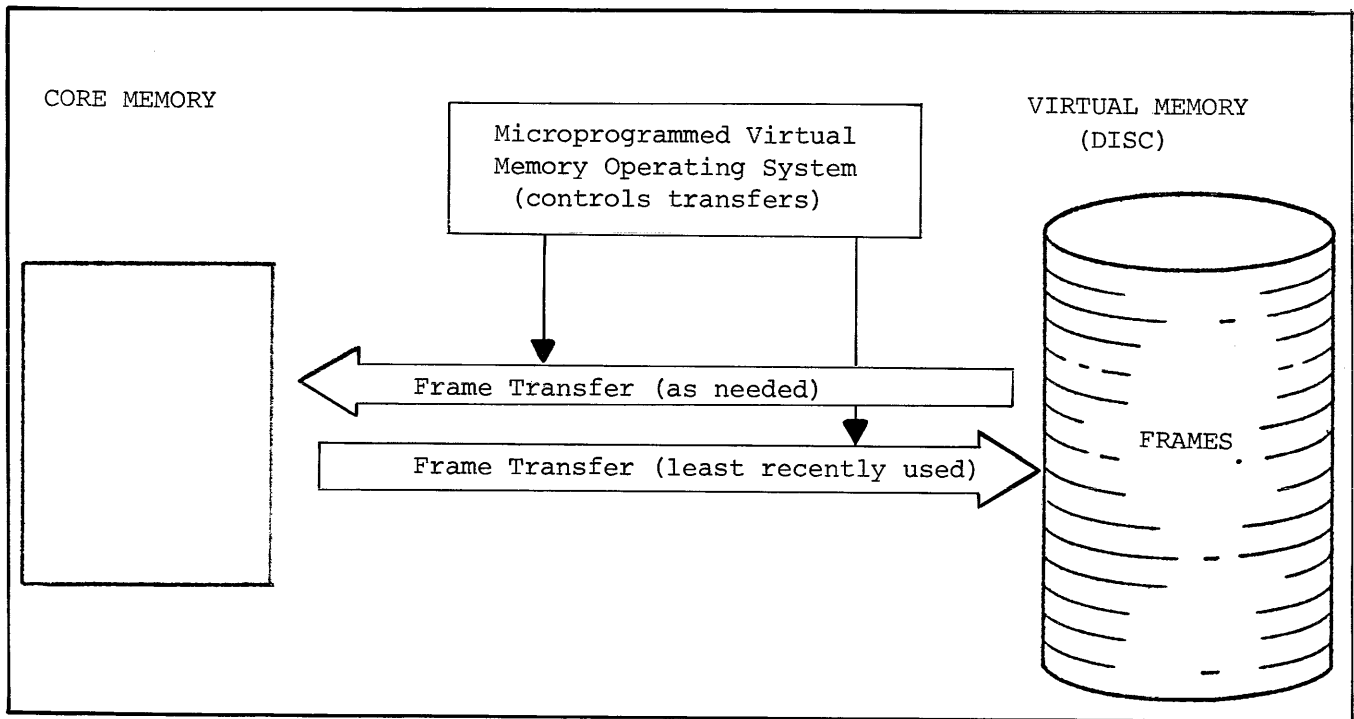 CORE MEMORY
Microprogrammed Virtual
Memory Operating System
(controls transfers)
VIRTUAL MEMORY
(DISC)
Frame Transfer (as needed)
Frame Transfer (least recently used)
FRAMES